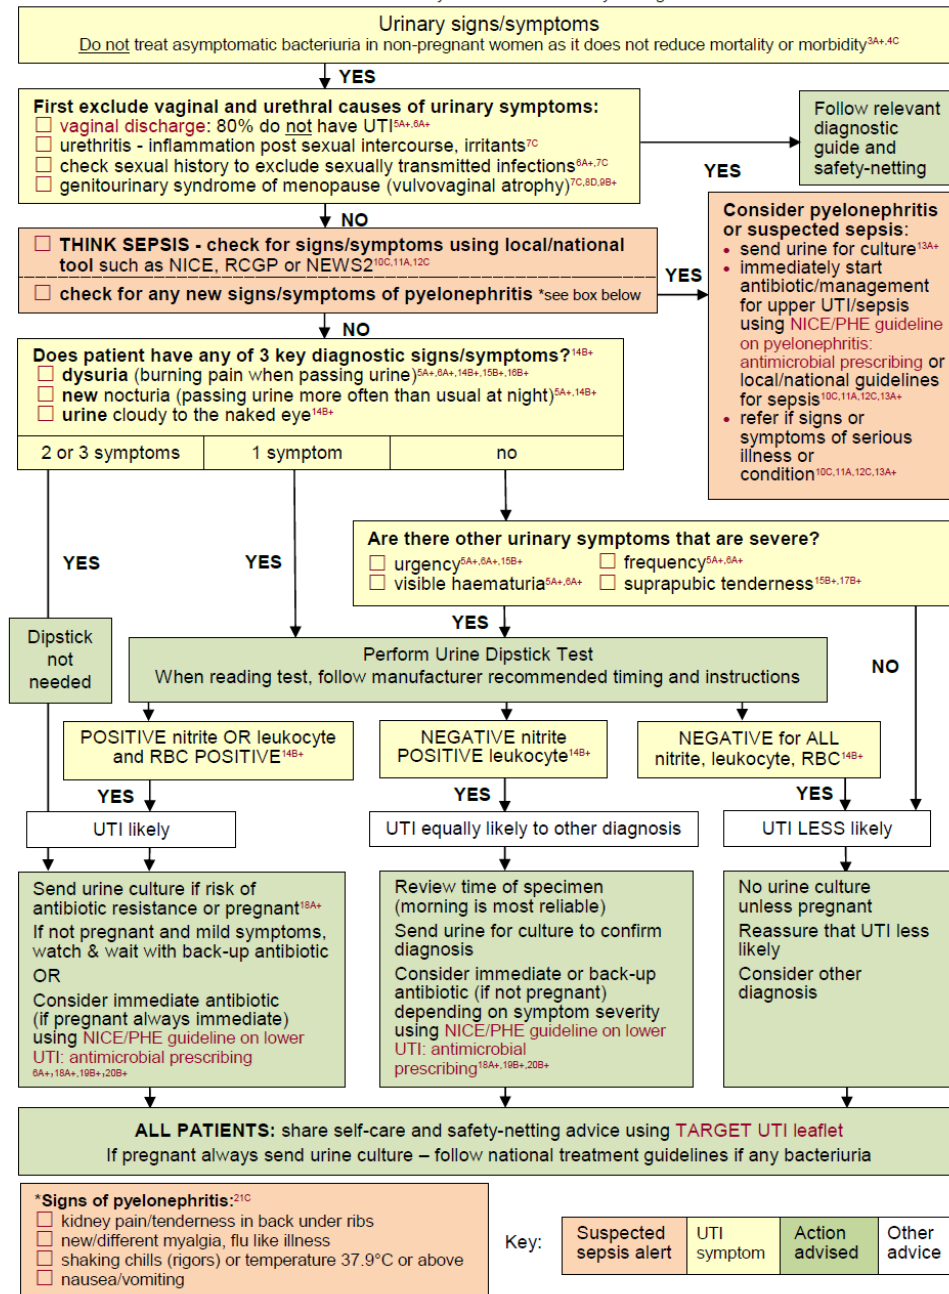 Urinary signs/symptoms
Do not treat asymptomatic bacteriuria in non-pregnant women as it does not reduce mortality or morbidity3A+,4C
YES
First exclude vaginal and urethral causes of urinary symptoms:
☐ vaginal discharge: 80% do not have UTI5A+,6A+
☐ urethritis - inflammation post sexual intercourse, irritants7C
☐ check sexual history to exclude sexually transmitted infections6A+,7C
☐ genitourinary syndrome of menopause (vulvovaginal atrophy)7C,8D,9B+
YES
Follow relevant
diagnostic
guide and
safety-netting
NO
☐ THINK SEPSIS - check for signs/symptoms using local/national
tool such as NICE, RCGP or NEWS210C,11A,12C
☐ check for any new signs/symptoms of pyelonephritis *see box below
YES
Consider pyelonephritis
or suspected sepsis:
• send urine for culture13A+
• immediately start
antibiotic/management
for upper UTI/sepsis
using NICE/PHE guideline
on pyelonephritis:
antimicrobial prescribing or
local/national guidelines
for sepsis10C,11A,12C,13A+
• refer if signs or
symptoms of serious
illness or
condition10C,11A,12C,13A+
NO
Does patient have any of 3 key diagnostic signs/symptoms?14B+
☐ dysuria (burning pain when passing urine)5A+,6A+,14B+,15B+,16B+
☐ new nocturia (passing urine more often than usual at night)5A+,14B+
☐ urine cloudy to the naked eye14B+
2 or 3 symptoms
1 symptom
no
YES
YES
Are there other urinary symptoms that are severe?
☐ urgency5A+,6A+,15B+ ☐ frequency5A+,6A+
☐ visible haematuria5A+,6A+ ☐ suprapubic tenderness15B+,17B+
YES
NO
Dipstick
not
needed
Perform Urine Dipstick Test
When reading test, follow manufacturer recommended timing and instructions
POSITIVE nitrite OR leukocyte
and RBC POSITIVE14B+
NEGATIVE nitrite
POSITIVE leukocyte14B+
NEGATIVE for ALL
nitrite, leukocyte, RBC14B+
YES
YES
YES
UTI likely
UTI equally likely to other diagnosis
UTI LESS likely
Send urine culture if risk of
antibiotic resistance or pregnant18A+
If not pregnant and mild symptoms,
watch & wait with back-up antibiotic
OR
Consider immediate antibiotic
(if pregnant always immediate)
using NICE/PHE guideline on lower
UTI: antimicrobial prescribing
6A+,18A+,19B+,20B+
Review time of specimen
(morning is most reliable)
Send urine for culture to confirm
diagnosis
Consider immediate or back-up
antibiotic (if not pregnant)
depending on symptom severity
using NICE/PHE guideline on lower
UTI: antimicrobial
prescribing18A+,19B+,20B+
No urine culture
unless pregnant
Reassure that UTI less
likely
Consider other
diagnosis
ALL PATIENTS: share self-care and safety-netting advice using TARGET UTI leaflet
If pregnant always send urine culture – follow national treatment guidelines if any bacteriuria
*Signs of pyelonephritis:21C
☐ kidney pain/tenderness in back under ribs
☐ new/different myalgia, flu like illness
☐ shaking chills (rigors) or temperature 37.9°C or above
☐ nausea/vomiting
Key:
Suspected
sepsis alert
UTI
symptom
Action
advised
Other
advice